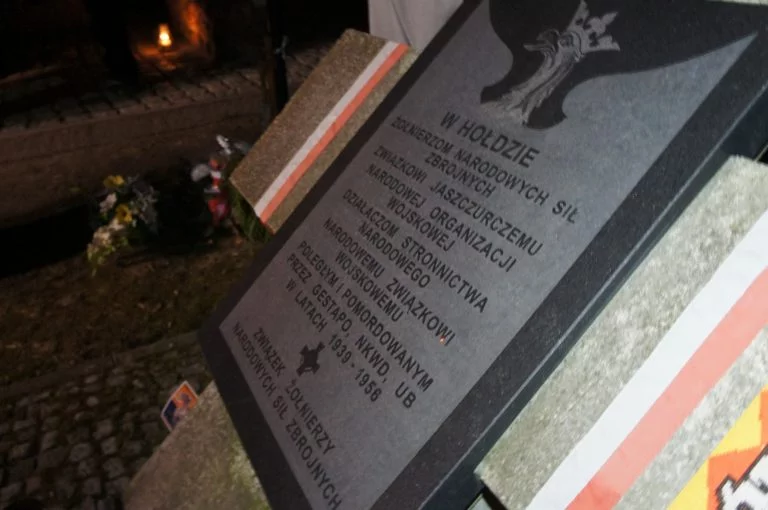 W HOŁDZIE
ŻOŁNIERZOM NARODOWYCH SIŁ
ZBROJNYCH
ZWIĄZKOWI JASZCZURCZEMU
NARODOWEJ ORGANIZACJI
WOJSKOWEJ
DZIAŁACZOM STRONNICTWA
NARODOWEGO
NARODOWEMU ZWIĄZKOWI
WOJSKOWEMU
POLEGŁYM I POMORDOWANYM
PRZEZ GESTAPO, NKWD, UB
W LATACH 1939-1956
ZWIĄZEK ŻOŁNIERZY
NARODOWYCH SIŁ ZBROJNYCH